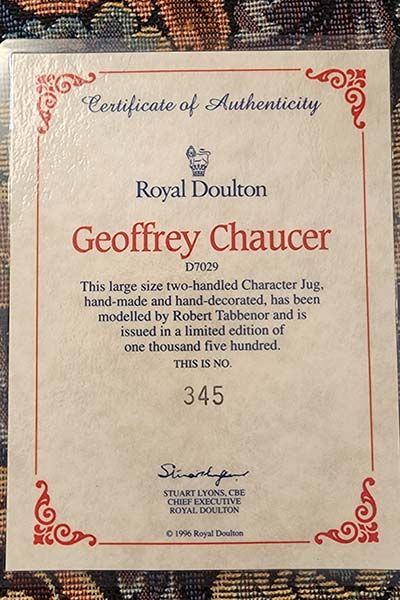 Certificate of Authenticity
Royal Doulton
Geoffrey Chaucer
D7029
This large size two-handled Character Jug,
hand-made and hand-decorated, has been
modelled by Robert Tabbenor and is
issued in a limited edition of
one thousand five hundred.
THIS IS NO.
345
STUART LYONS, CBE
CHIEF EXECUTIVE
ROYAL DOULTON
© 1996 Royal Doulton